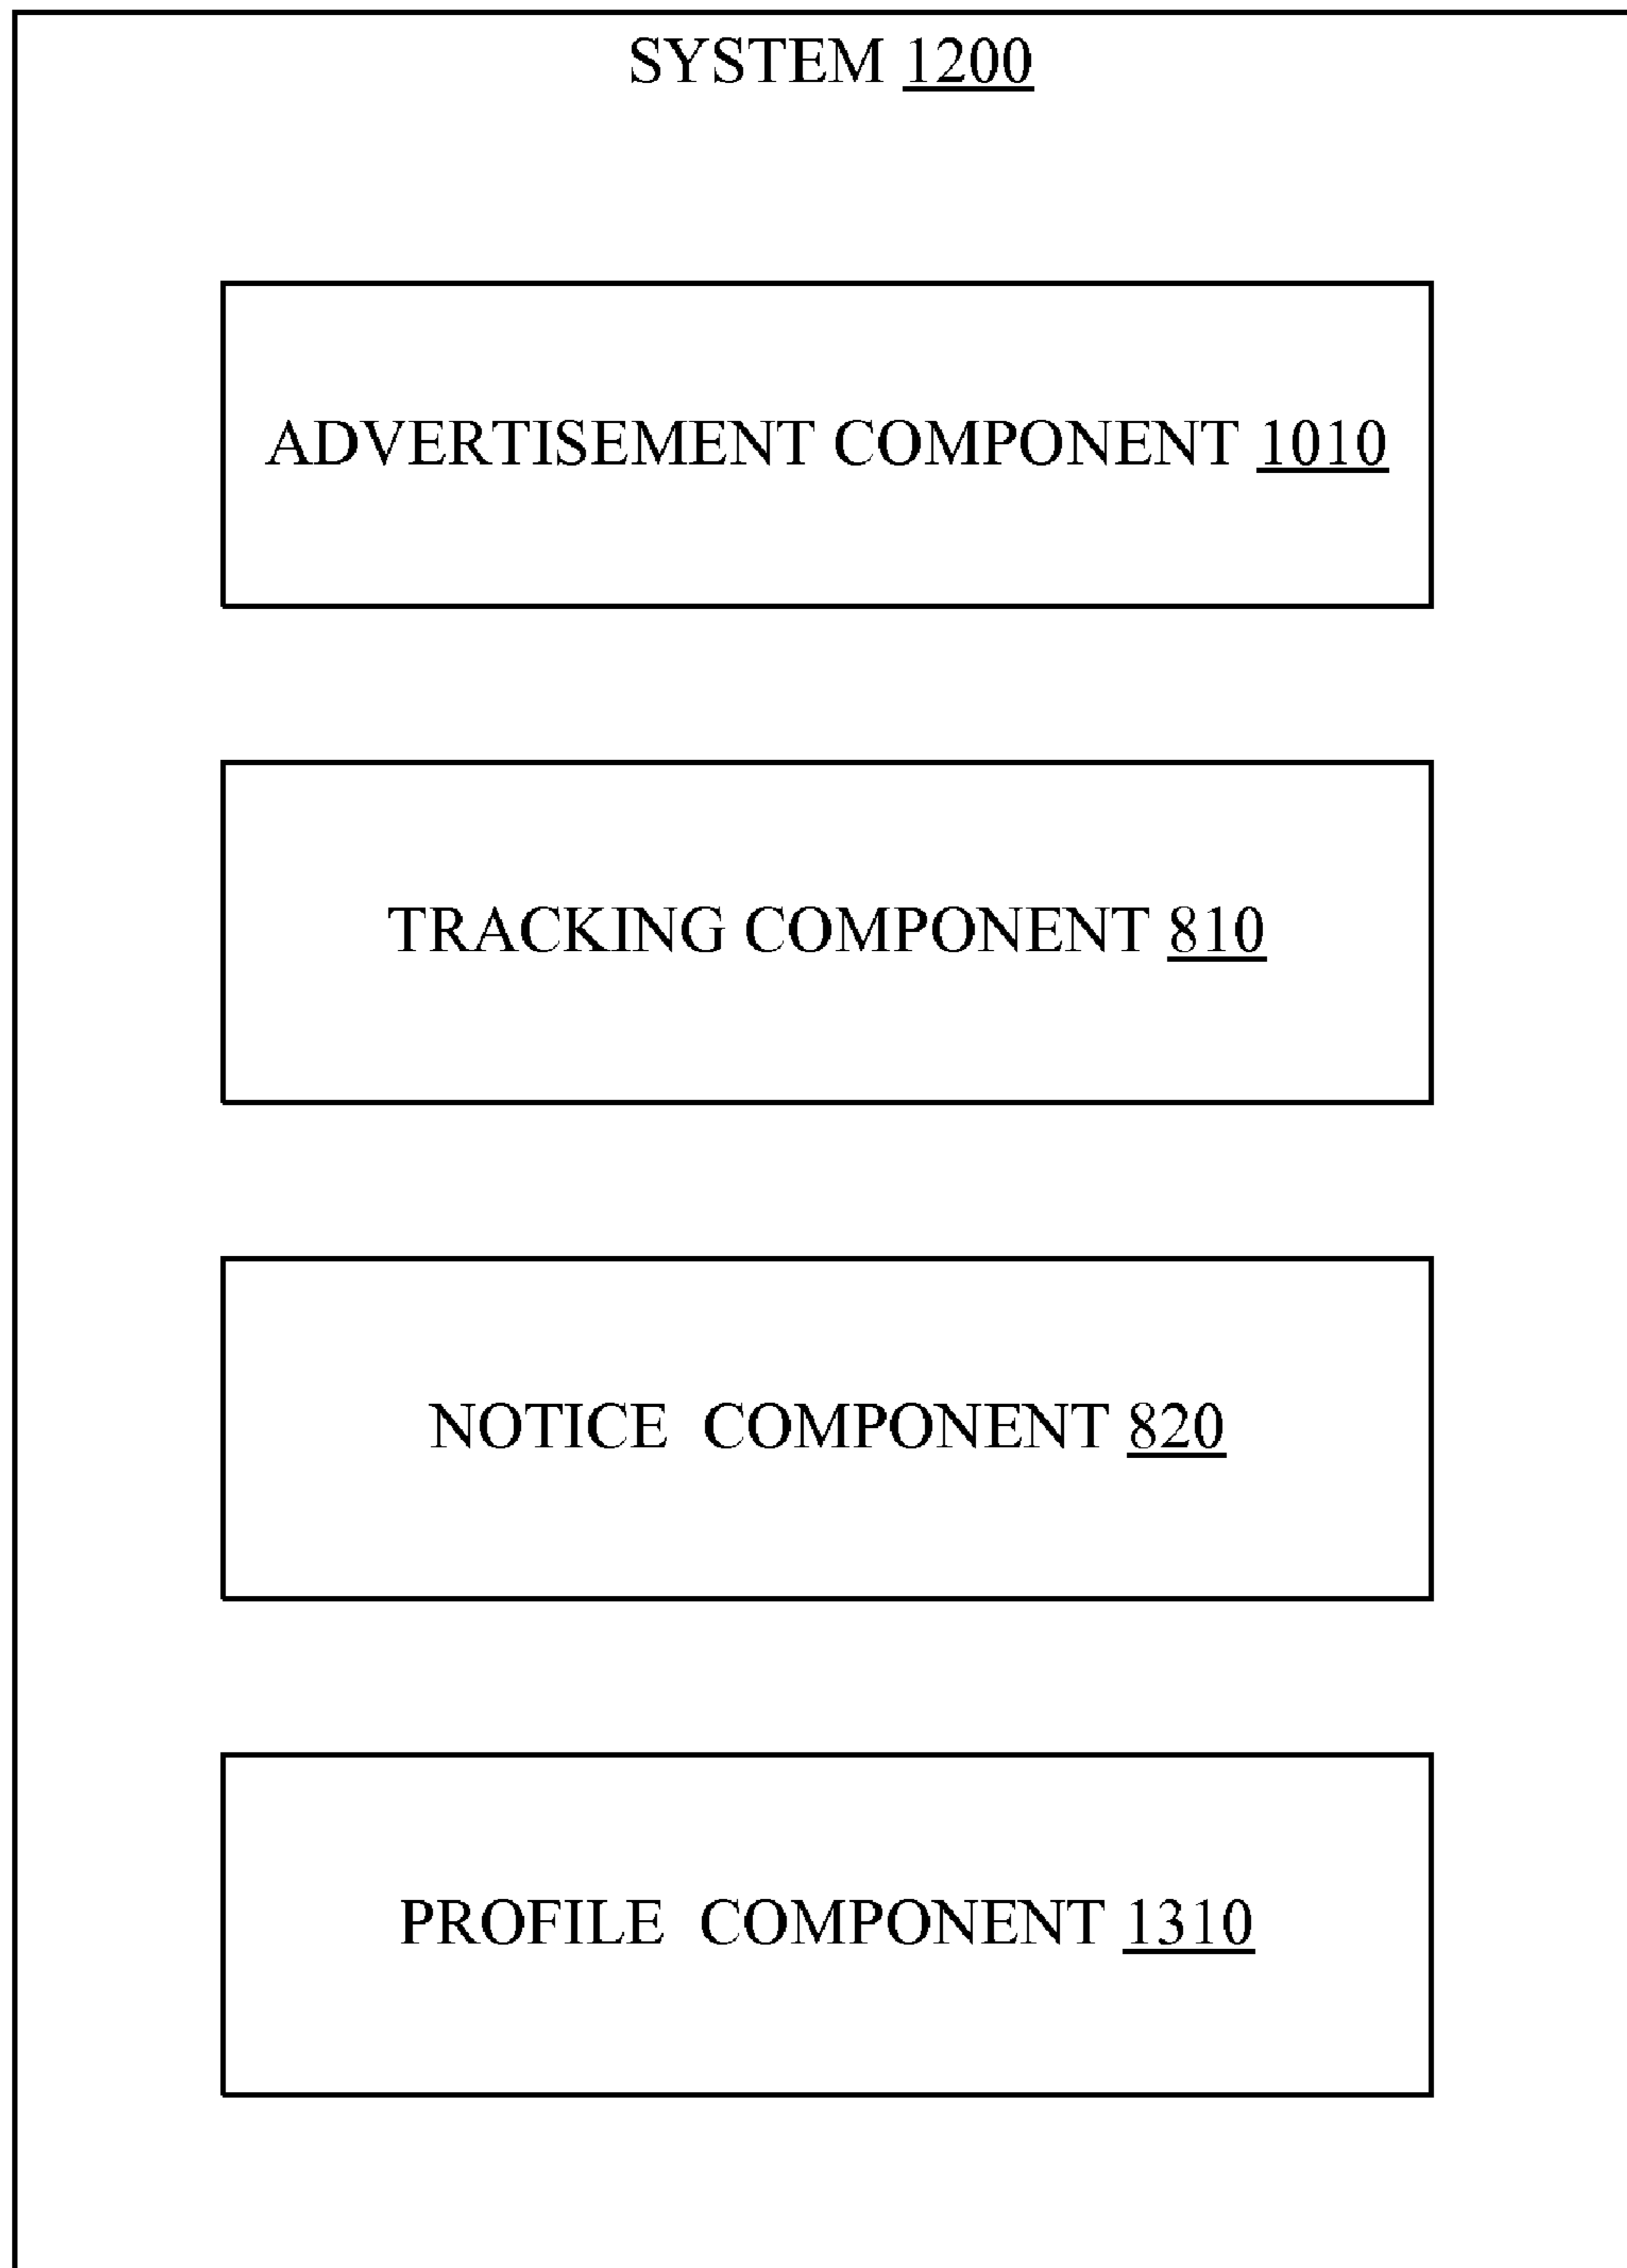 SYSTEM 1200
ADVERTISEMENT COMPONENT 1010
TRACKING COMPONENT 810
NOTICE COMPONENT 820
PROFILE COMPONENT 1310